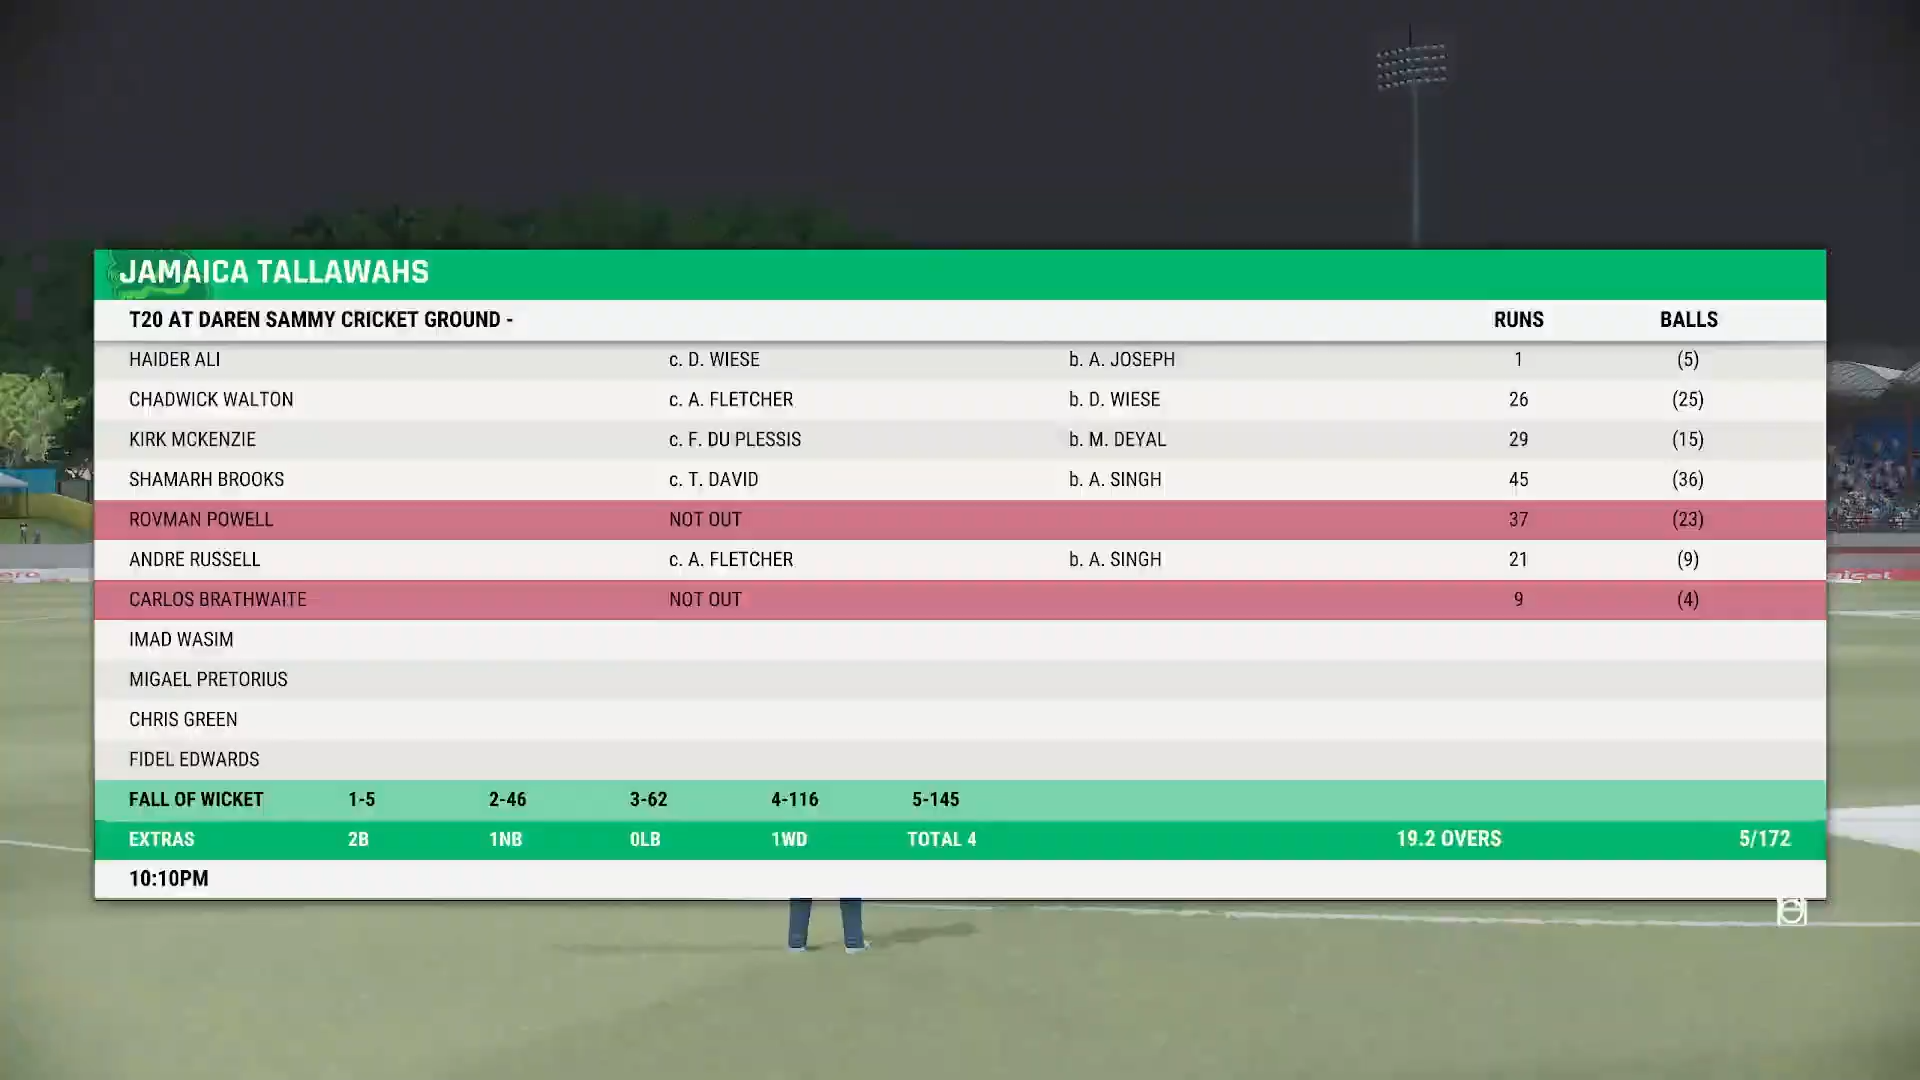 JAMAICA TALLAWAHS
T20 AT DAREN SAMMY CRICKET GROUND - RUNS BALLS
HAIDER ALI c. D. WIESE b. A. JOSEPH 1 (5)
CHADWICK WALTON c. A. FLETCHER b. D. WIESE 26 (25)
KIRK MCKENZIE c. F. DU PLESSIS b. M. DEYAL 29 (15)
SHAMARH BROOKS c. T. DAVID b. A. SINGH 45 (36)
ROVMAN POWELL NOT OUT 37 (23)
ANDRE RUSSELL c. A. FLETCHER b. A. SINGH 21 (9)
CARLOS BRATHWAITE NOT OUT 9 (4)
IMAD WASIM
MIGAEL PRETORIUS
CHRIS GREEN
FIDEL EDWARDS
FALL OF WICKET 1-5 2-46 3-62 4-116 5-145
EXTRAS 2B 1NB 0LB 1WD TOTAL 4 19.2 OVERS 5/172
10:10PM